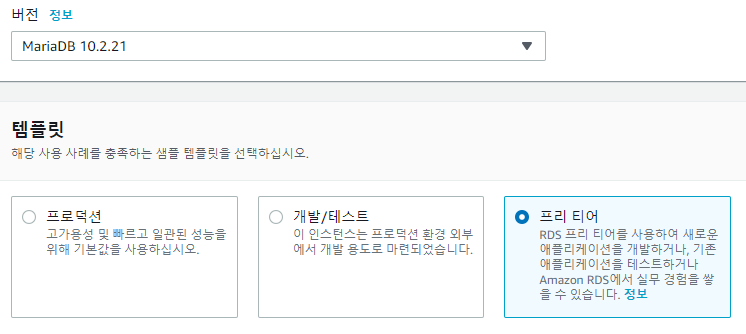 버전 정보
MariaDB 10.2.21
템플릿
해당 사용 사례를 충족하는 샘플 템플릿을 선택하십시오.
프로덕션
고가용성 및 빠르고 일관된 성능을
위해 기본값을 사용하십시오.
개발/테스트
이 인스턴스는 프로덕션 환경 외부
에서 개발 용도로 마련되었습니다.
프리 티어
RDS 프리 티어를 사용하여 새로운
애플리케이션을 개발하거나, 기존
애플리케이션을 테스트하거나
Amazon RDS에서 실무 경험을 쌓
을 수 있습니다. 정보